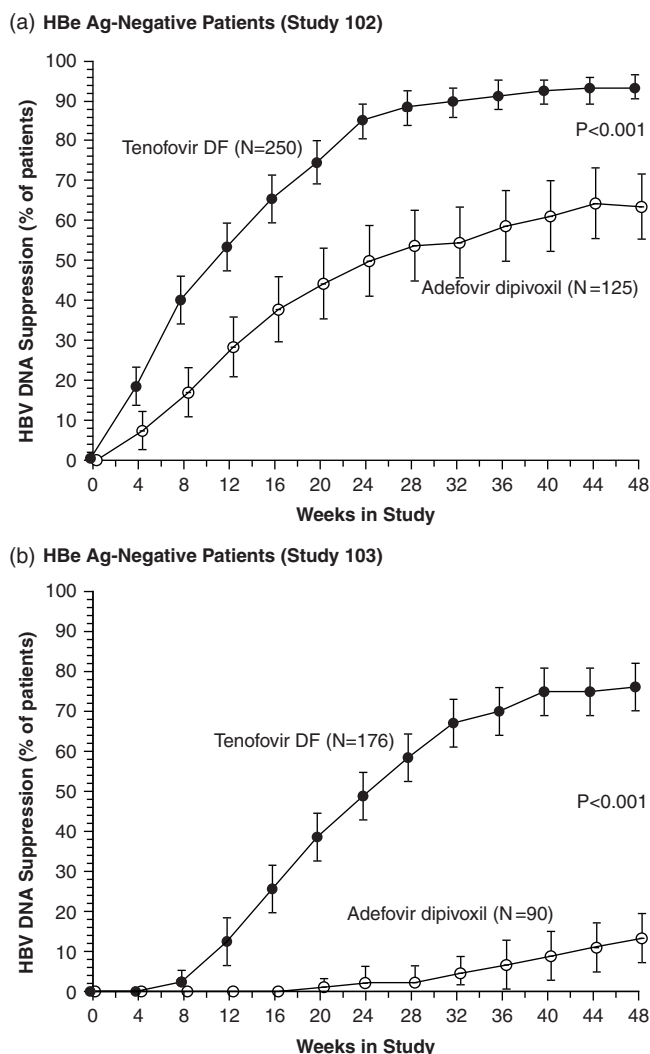 (a) HBe Ag-Negative Patients (Study 102)
100
90
80
70
60
50
40
30
20
10
0
HBV DNA Suppression (% of patients)
Tenofovir DF (N=250)
P<0.001
Adefovir dipivoxil (N=125)
0 4 8 12 16 20 24 28 32 36 40 44 48
Weeks in Study
(b) HBe Ag-Negative Patients (Study 103)
100
90
80
70
60
50
40
30
20
10
0
HBV DNA Suppression (% of patients)
Tenofovir DF (N=176)
P<0.001
Adefovir dipivoxil (N=90)
0 4 8 12 16 20 24 28 32 36 40 44 48
Weeks in Study